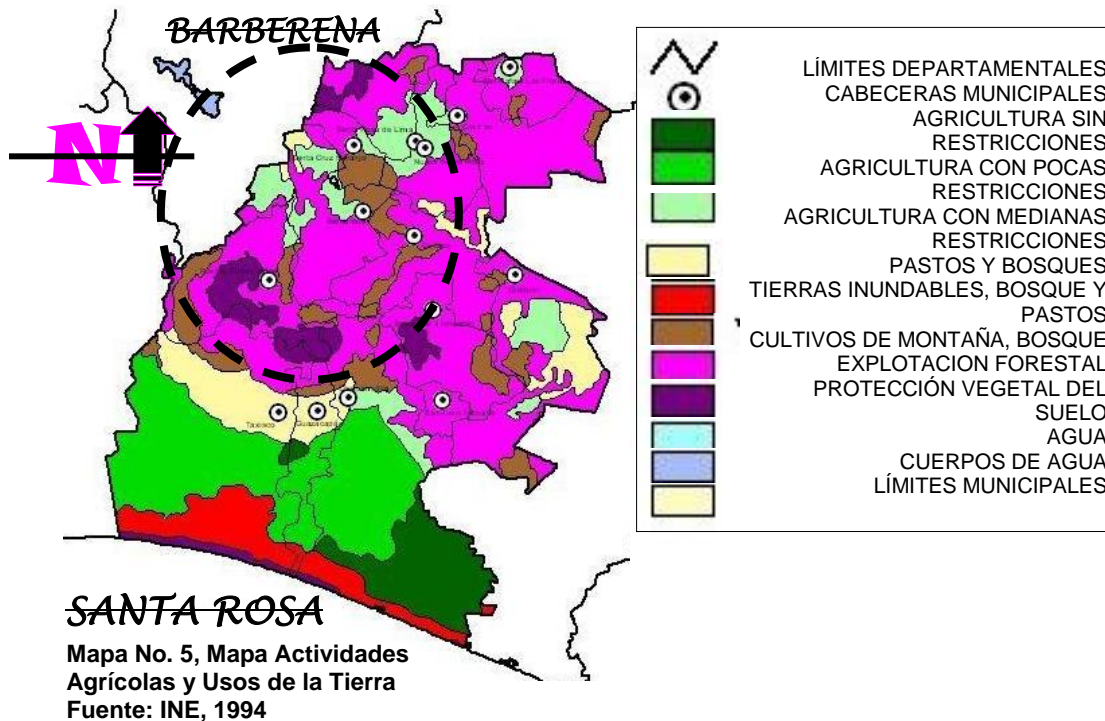 BARBERENA
N
LÍMITES DEPARTAMENTALES
CABECERAS MUNICIPALES
AGRICULTURA SIN
RESTRICCIONES
AGRICULTURA CON POCAS
RESTRICCIONES
AGRICULTURA CON MEDIANAS
RESTRICCIONES
PASTOS Y BOSQUES
TIERRAS INUNDABLES, BOSQUE Y
PASTOS
CULTIVOS DE MONTAÑA, BOSQUE
EXPLOTACION FORESTAL
PROTECCIÓN VEGETAL DEL
SUELO
AGUA
CUERPOS DE AGUA
LÍMITES MUNICIPALES
Taxisco
SANTA ROSA
Mapa No. 5, Mapa Actividades
Agrícolas y Usos de la Tierra
Fuente: INE, 1994